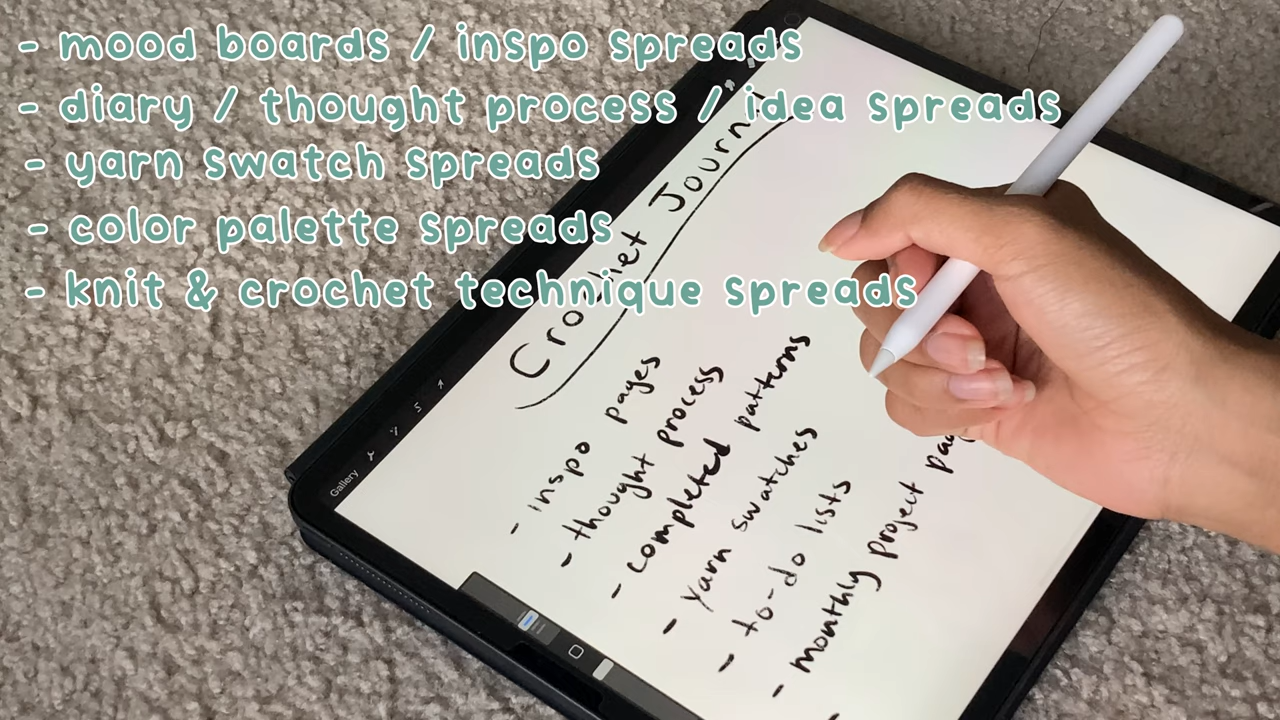 - mood boards / inspo spreads
- diary / thought process / idea spreads
- yarn swatch spreads
- color palette spreads
- knit & crochet technique spreads
Crochet Journal
- inspo pages
- thought process
- completed patterns
- yarn swatches
- to-do lists
- monthly project
Gallery